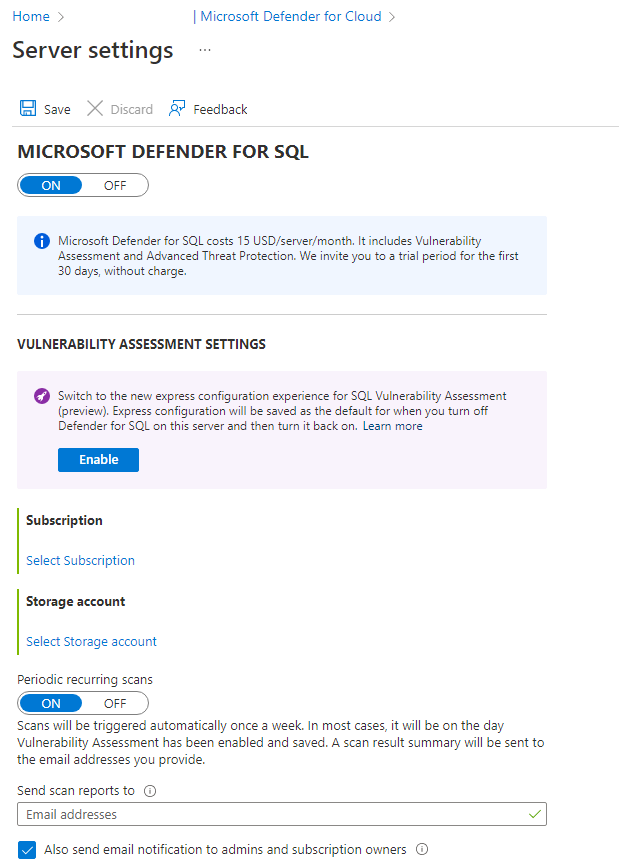 Home > | Microsoft Defender for Cloud >
Server settings ...
Save Discard Feedback
MICROSOFT DEFENDER FOR SQL
ON OFF
Microsoft Defender for SQL costs 15 USD/server/month. It includes Vulnerability
Assessment and Advanced Threat Protection. We invite you to a trial period for the first
30 days, without charge.
VULNERABILITY ASSESSMENT SETTINGS
Switch to the new express configuration experience for SQL Vulnerability Assessment
(preview). Express configuration will be saved as the default for when you turn off
Defender for SQL on this server and then turn it back on. Learn more
Enable
Subscription
Select Subscription
Storage account
Select Storage account
Periodic recurring scans
ON OFF
Scans will be triggered automatically once a week. In most cases, it will be on the day
Vulnerability Assessment has been enabled and saved. A scan result summary will be sent to
the email addresses you provide.
Send scan reports to
Email addresses
Also send email notification to admins and subscription owners